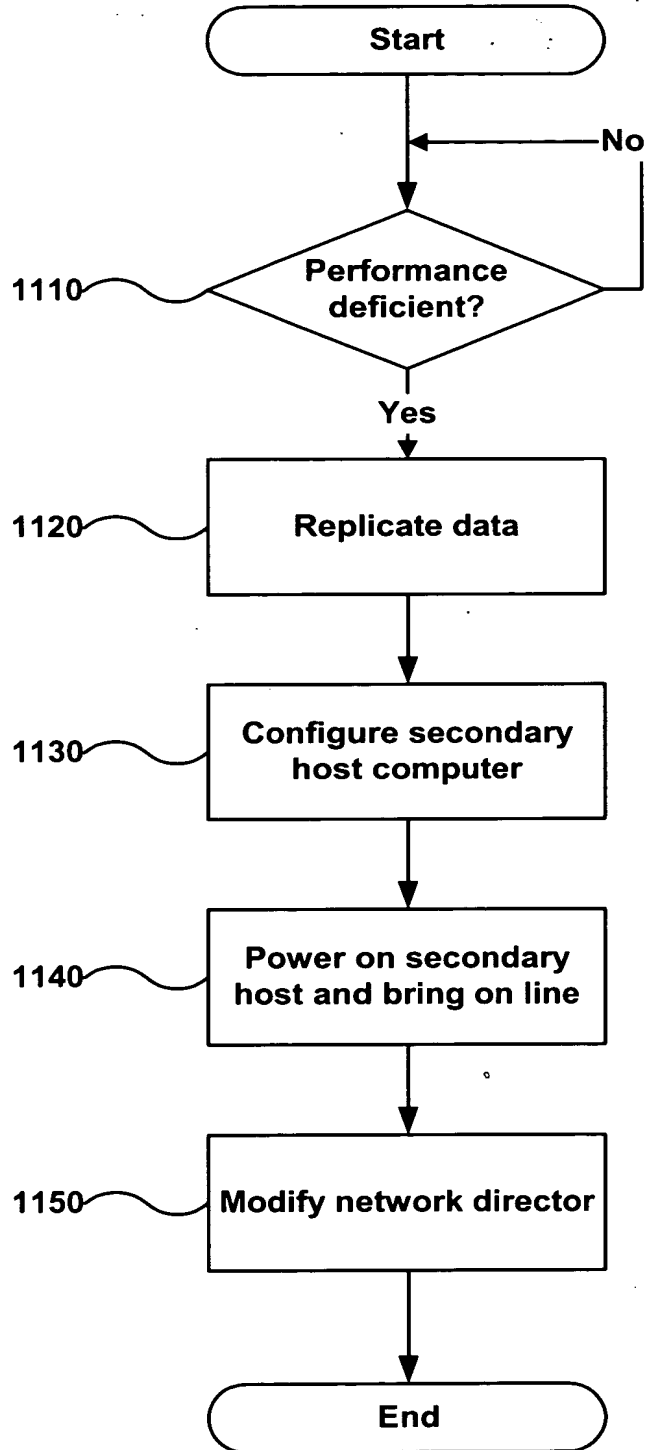 Start
No
Performance
deficient?
1110
Yes
1120
Replicate data
1130
Configure secondary
host computer
1140
Power on secondary
host and bring on line
1150
Modify network director
End